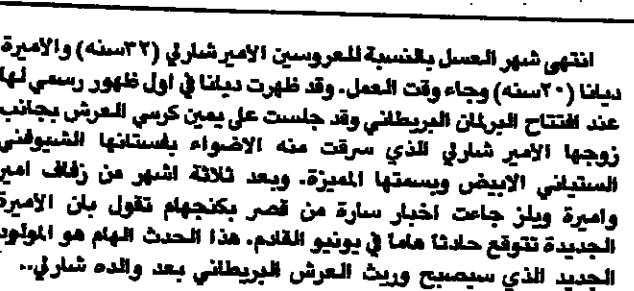 انتهى شهر العسل بالنسبة للعروسين الامير شارلي (٣٢سنه) والاميرة
ديانا (٢٠سنه) وجاء وقت العمل. وقد ظهرت ديانا في اول ظهور رسمي لها
عند افتتاح البرلمان البريطاني وقد جلست على يمين كرسي العرش بجانب
زوجها الامير شارلي الذي سرقت منه الاضواء بفستانها الشيوفني
الستياني الابيض وبسمتها المميزة. وبعد ثلاثة اشهر من زفاف امير
واميرة ويلز جاءت اخبار سارة من قصر بكنجهام تقول بان الأميرة
الجديدة تتوقع حادثا هاما في يونيو القادم. هذا الحدث الهام هو المولود
الجديد الذي سيصبح وريث العرش البريطاني بعد والده شارلي..